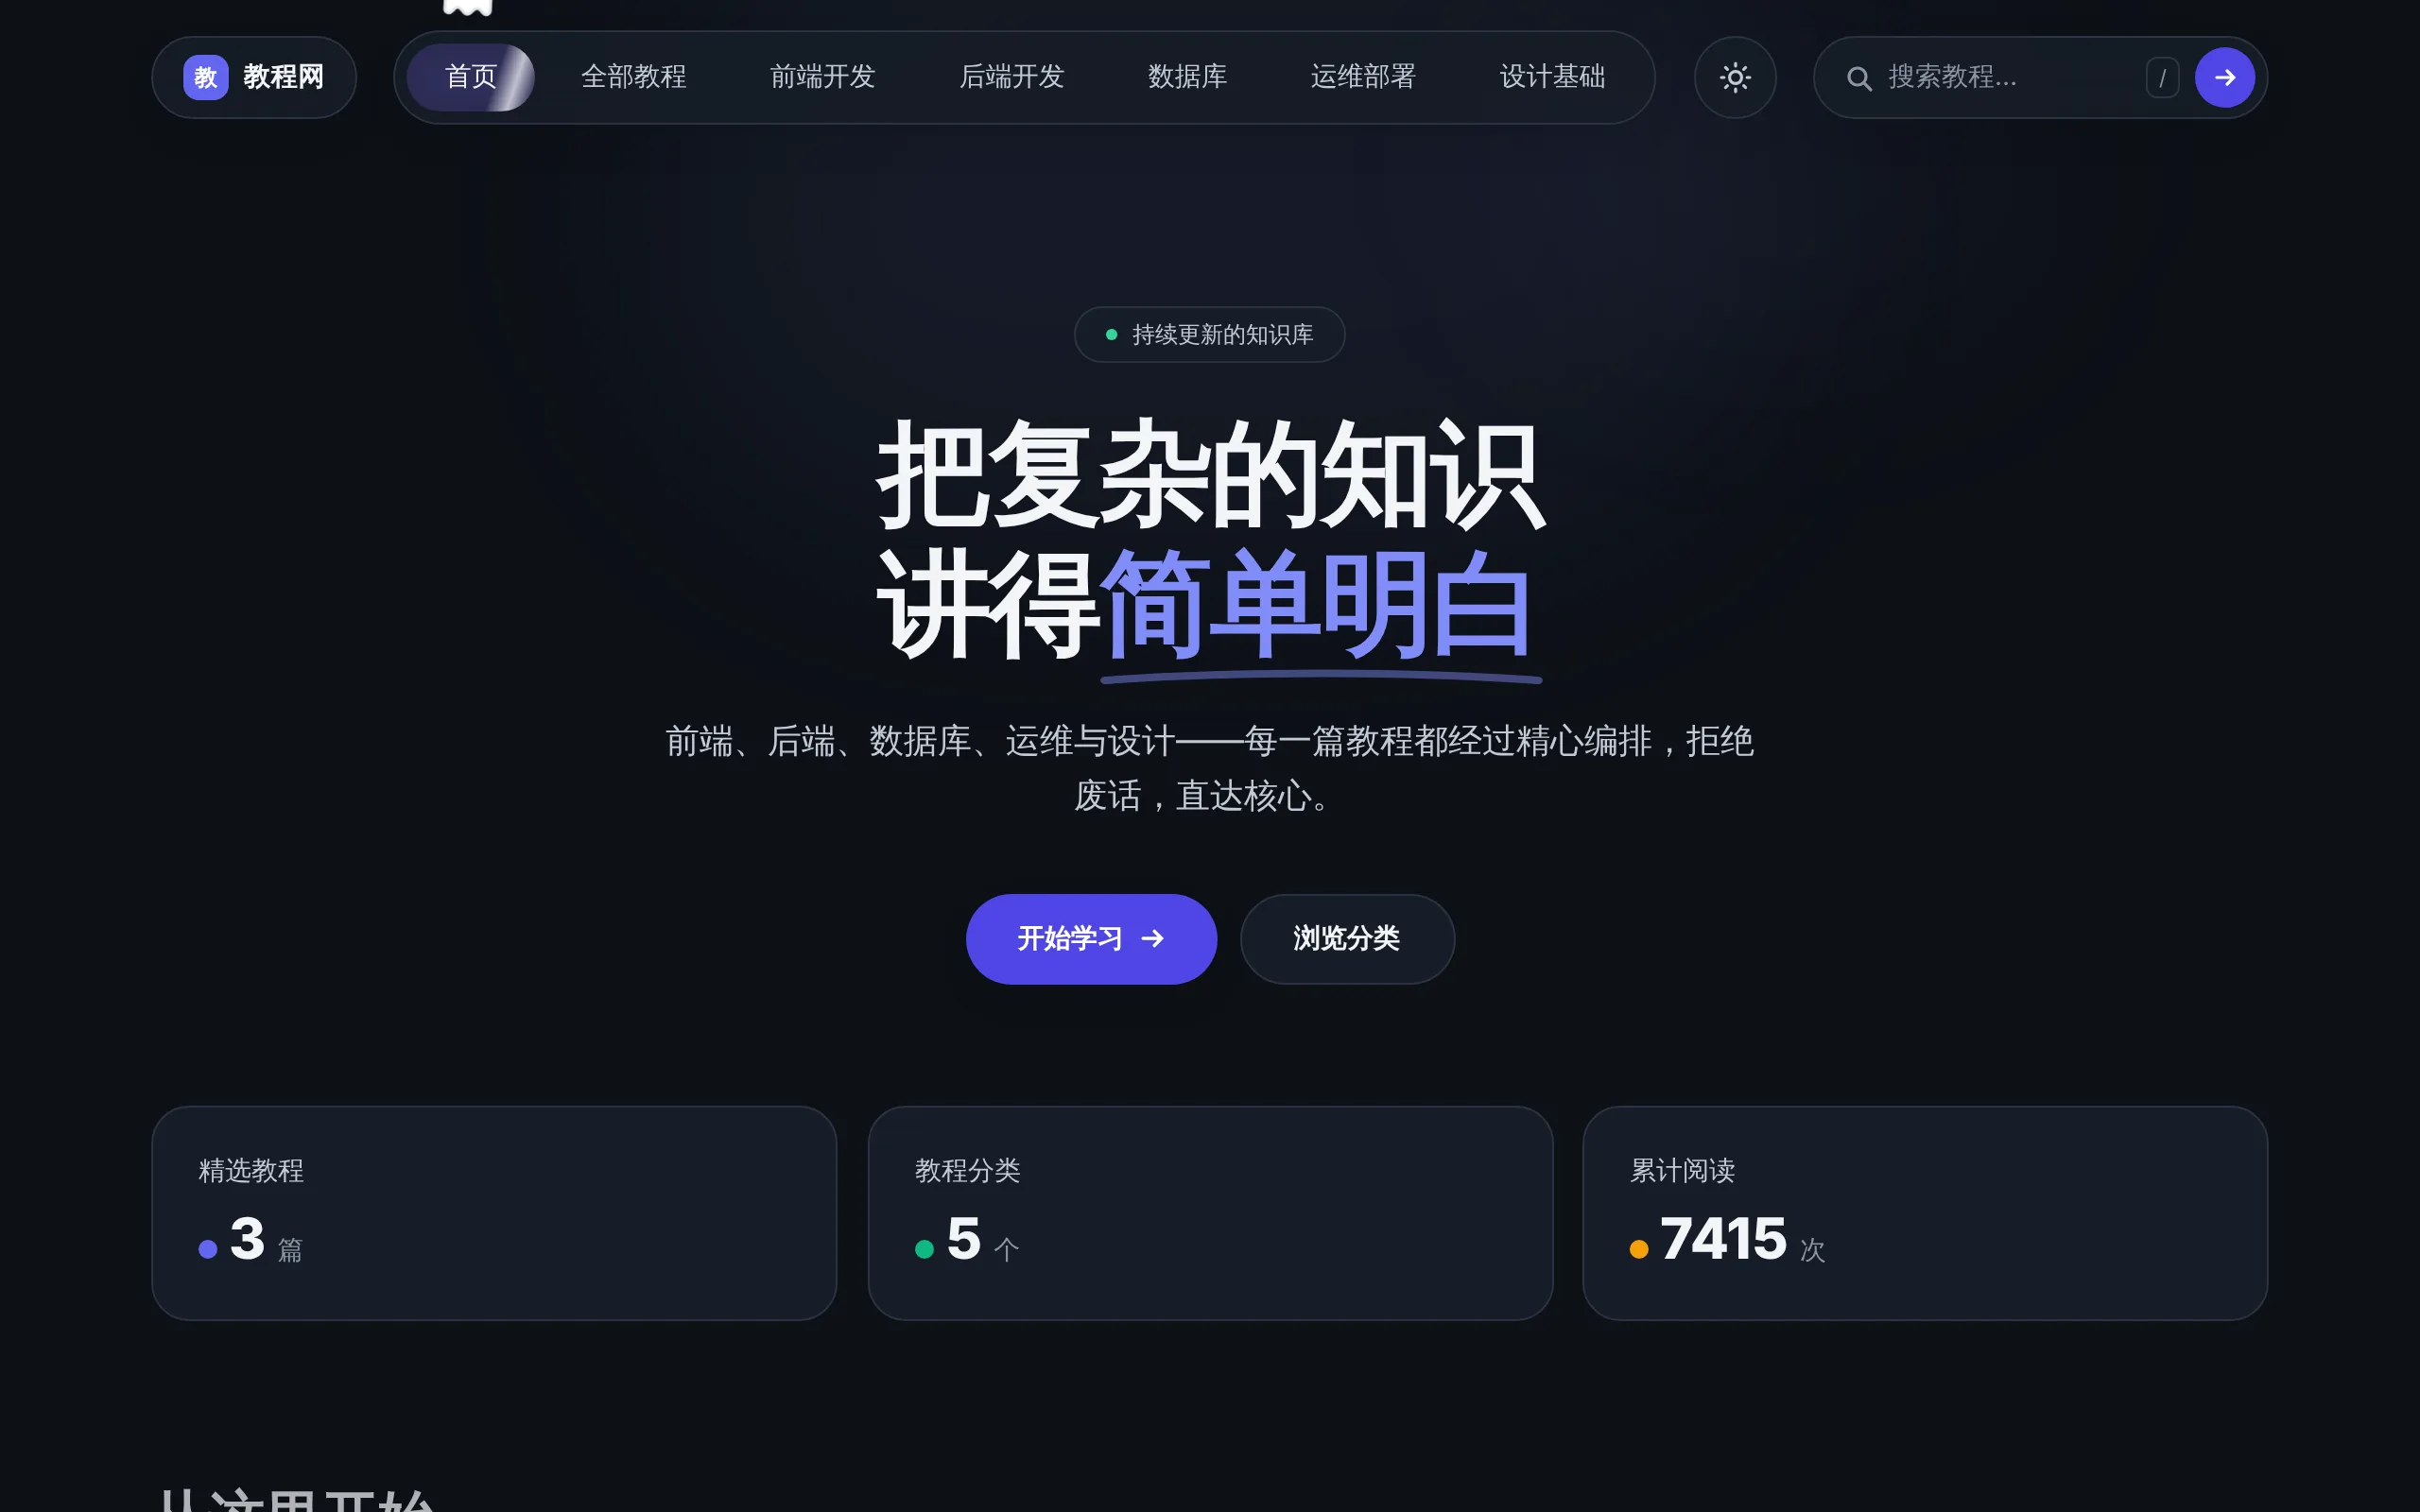 教 教程网
首页 全部教程 前端开发 后端开发 数据库 运维部署 设计基础
搜索教程... /
持续更新的知识库
把复杂的知识
讲得简单明白
前端、后端、数据库、运维与设计——每一篇教程都经过精心编排，拒绝
废话，直达核心。
开始学习 浏览分类
精选教程
3 篇
教程分类
5 个
累计阅读
7415 次
从这里开始